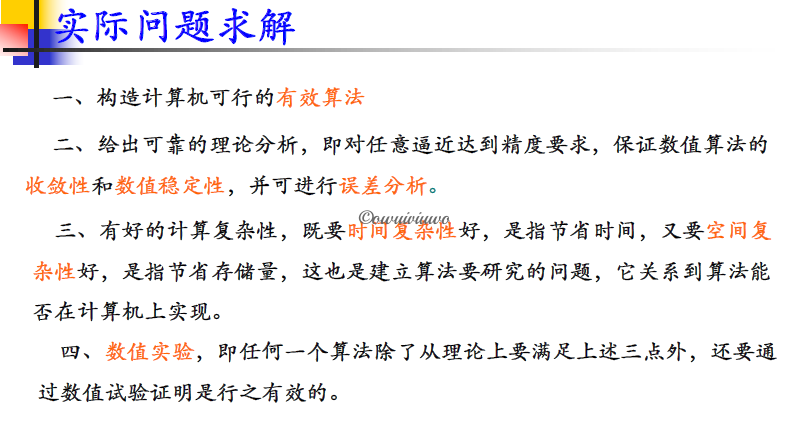 实际问题求解
一、构造计算机可行的有效算法
二、给出可靠的理论分析，即对任意逼近达到精度要求，保证数值算法的
收敛性和数值稳定性，并可进行误差分析。
©owuiviuwo
三、有好的计算复杂性，既要时间复杂性好，是指节省时间，又要空间复
杂性好，是指节省存储量，这也是建立算法要研究的问题，它关系到算法能
否在计算机上实现。
四、数值实验，即任何一个算法除了从理论上要满足上述三点外，还要通
过数值试验证明是行之有效的。